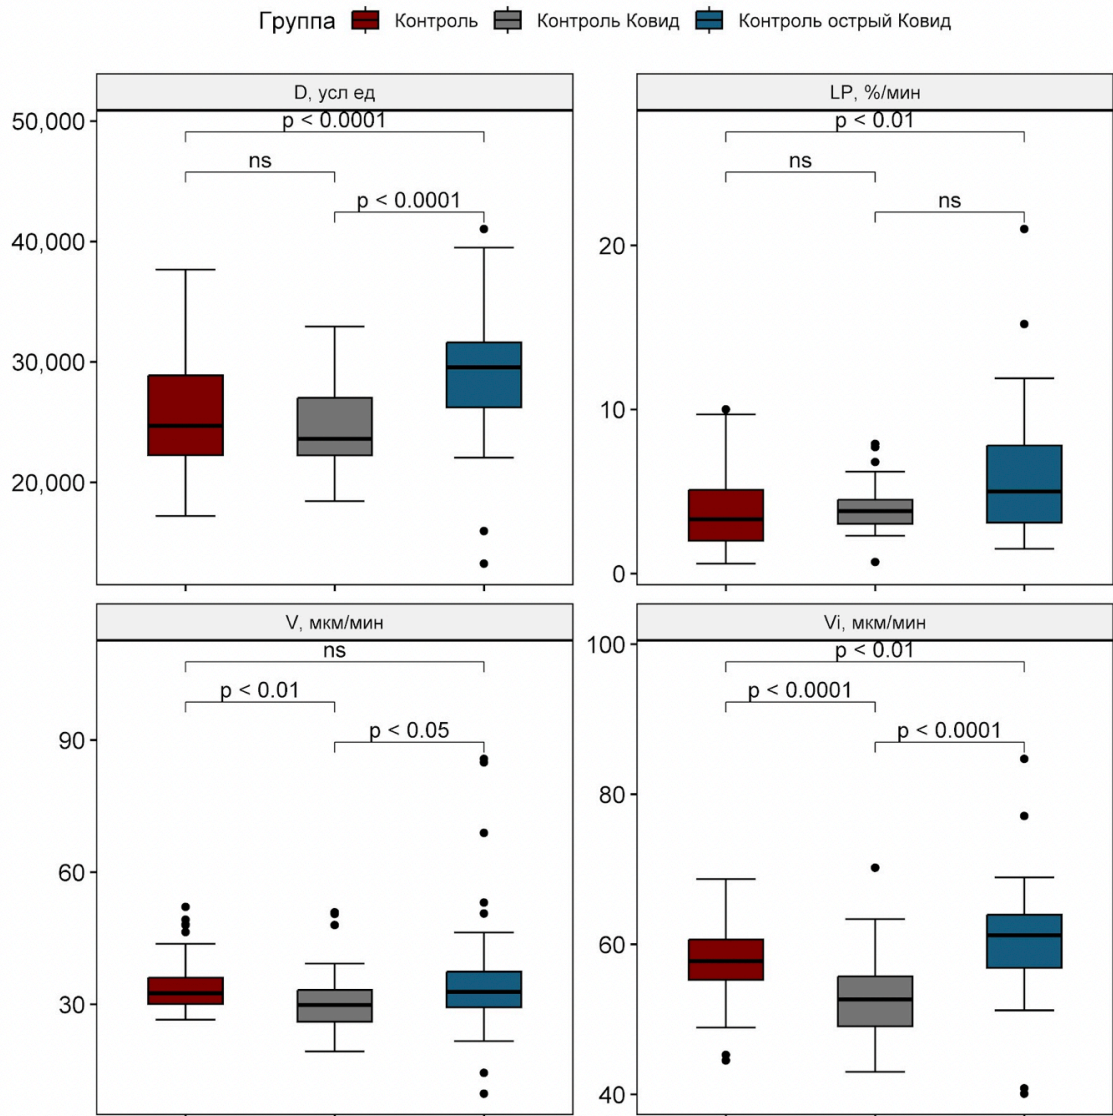 Группа Контроль Контроль Ковид Контроль острый Ковид
D, усл ед
50,000
40,000
30,000
20,000
p < 0.0001
ns
p < 0.0001
LP, %/мин
20
10
0
p < 0.01
ns
ns
V, мкм/мин
90
60
30
ns
p < 0.01
p < 0.05
Vi, мкм/мин
100
80
60
40
p < 0.01
p < 0.0001
p < 0.0001